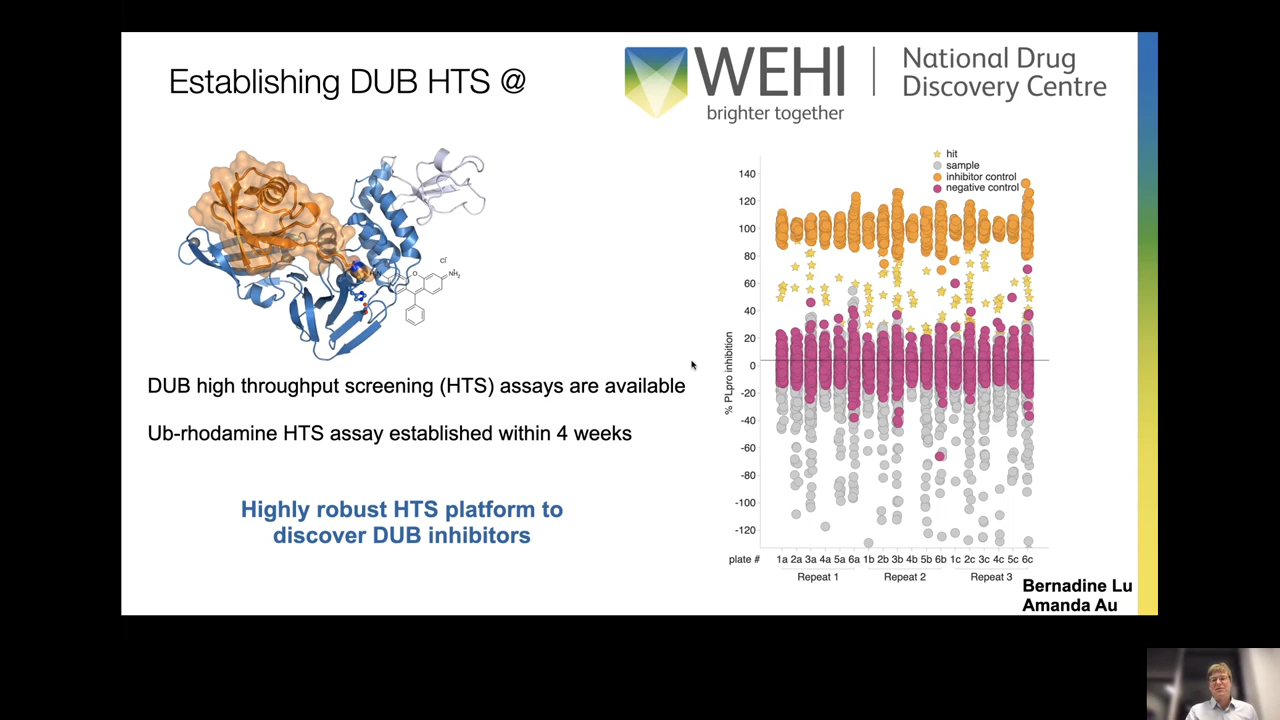 Establishing DUB HTS @
WEHI
brighter together
National Drug
Discovery Centre
Cl-
O
NH2
DUB high throughput screening (HTS) assays are available
Ub-rhodamine HTS assay established within 4 weeks
Highly robust HTS platform to
discover DUB inhibitors
hit
sample
inhibitor control
negative control
140
120
100
80
60
40
20
0
-20
-40
-60
-80
-100
-120
% PLpro inhibition
plate # 1a 2a 3a 4a 5a 6a 1b 2b 3b 4b 5b 6b 1c 2c 3c 4c 5c 6c
Repeat 1 Repeat 2 Repeat 3
Bernadine Lu
Amanda Au